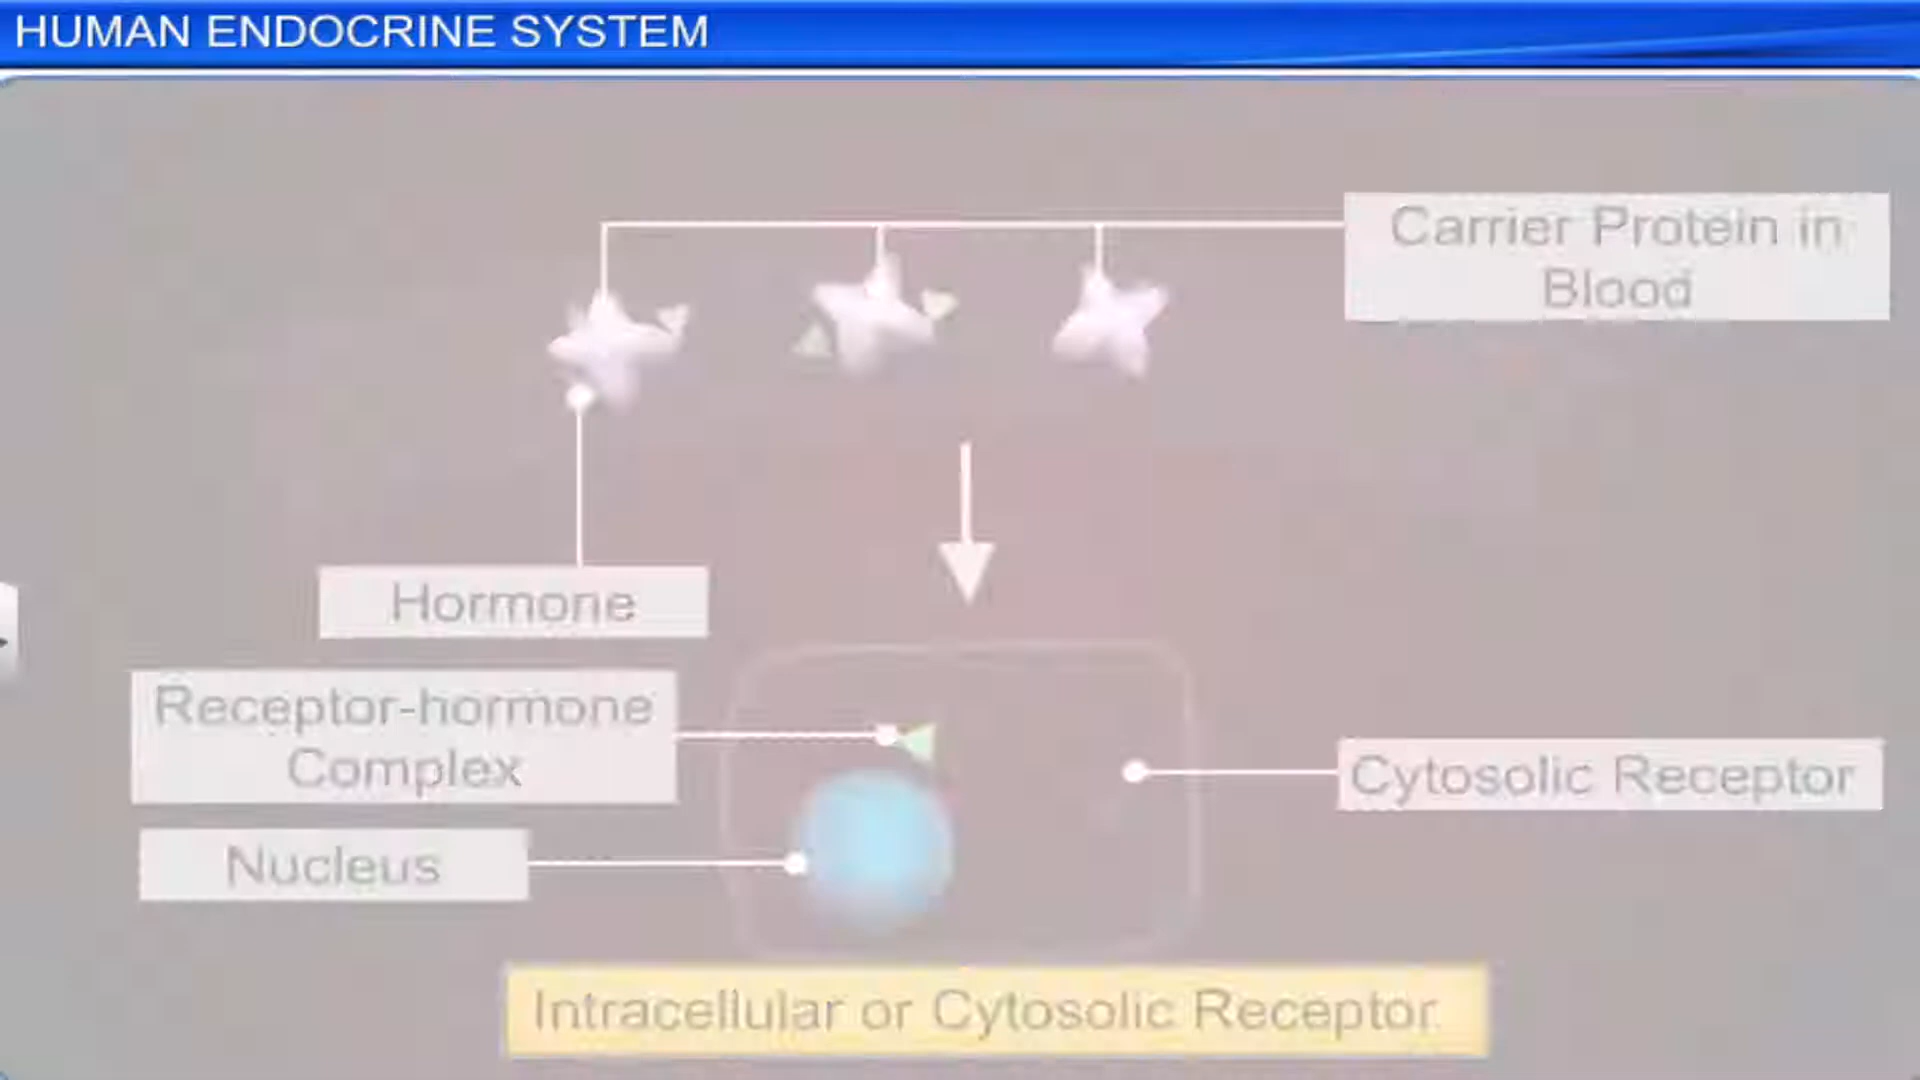 HUMAN ENDOCRINE SYSTEM
Carrier Protein in
Blood
Hormone
Receptor-hormone
Complex
Cytosolic Receptor
Nucleus
Intracellular or Cytosolic Receptor.